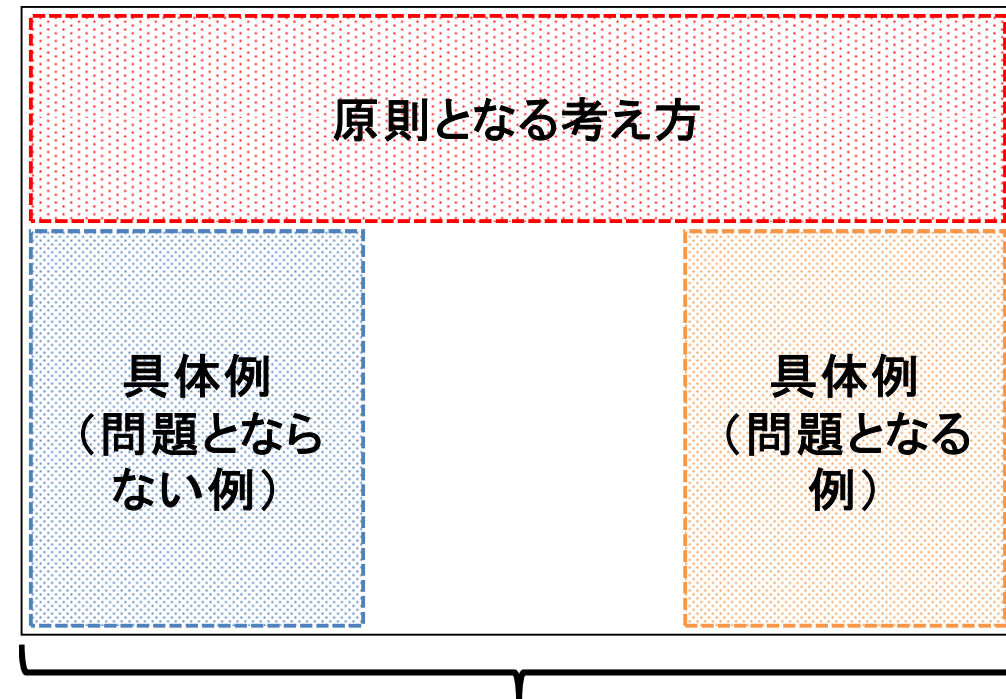 原則となる考え方
具体例
（問題となら
ない例）
具体例
（問題となる
例）